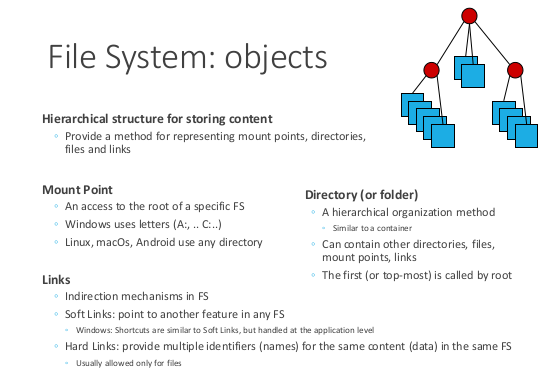 File System: objects
Hierarchical structure for storing content
◦ Provide a method for representing mount points, directories,
files and links
Mount Point
◦ An access to the root of a specific FS
◦ Windows uses letters (A:, .. C:..)
◦ Linux, macOS, Android use any directory
Directory (or folder)
◦ A hierarchical organization method
◦ Similar to a container
◦ Can contain other directories, files,
mount points, links
◦ The first (or top-most) is called by root
Links
◦ Indirection mechanisms in FS
◦ Soft Links: point to another feature in any FS
◦ Windows: Shortcuts are similar to Soft Links, but handled at the application level
◦ Hard Links: provide multiple identifiers (names) for the same content (data) in the same FS
◦ Usually allowed only for files